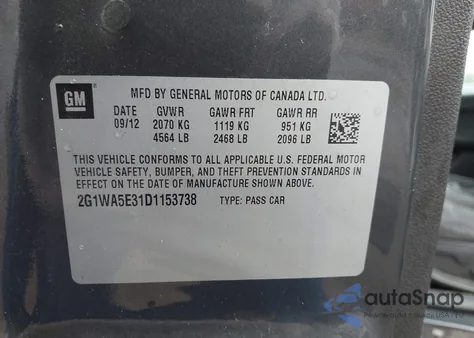 GM
MFD BY GENERAL MOTORS OF CANADA LTD.
DATE GVWR GAWR FRT GAWR RR
09/12 2070 KG 1119 KG 951 KG
4564 LB 2468 LB 2096 LB
THIS VEHICLE CONFORMS TO ALL APPLICABLE U.S. FEDERAL MOTOR
VEHICLE SAFETY, BUMPER, AND THEFT PREVENTION STANDARDS IN
EFFECT ON THE DATE OF MANUFACTURE SHOWN ABOVE.
2G1WA5E31D1153738 TYPE: PASS CAR
autoSnap